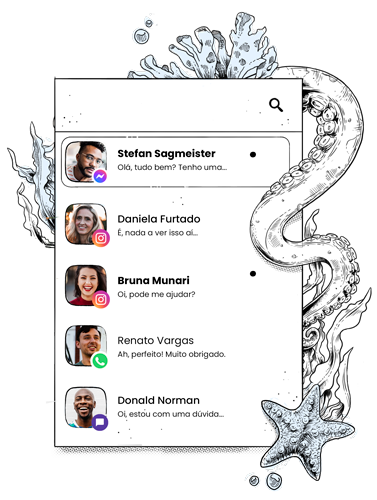 Stefan Sagmeister
Olá, tudo bem? Tenho uma...
Daniela Furtado
É, nada a ver isso aí...
Bruna Munari
Oi, pode me ajudar?
Renato Vargas
Ah, perfeito! Muito obrigado.
Donald Norman
Oi, estou com uma dúvida...